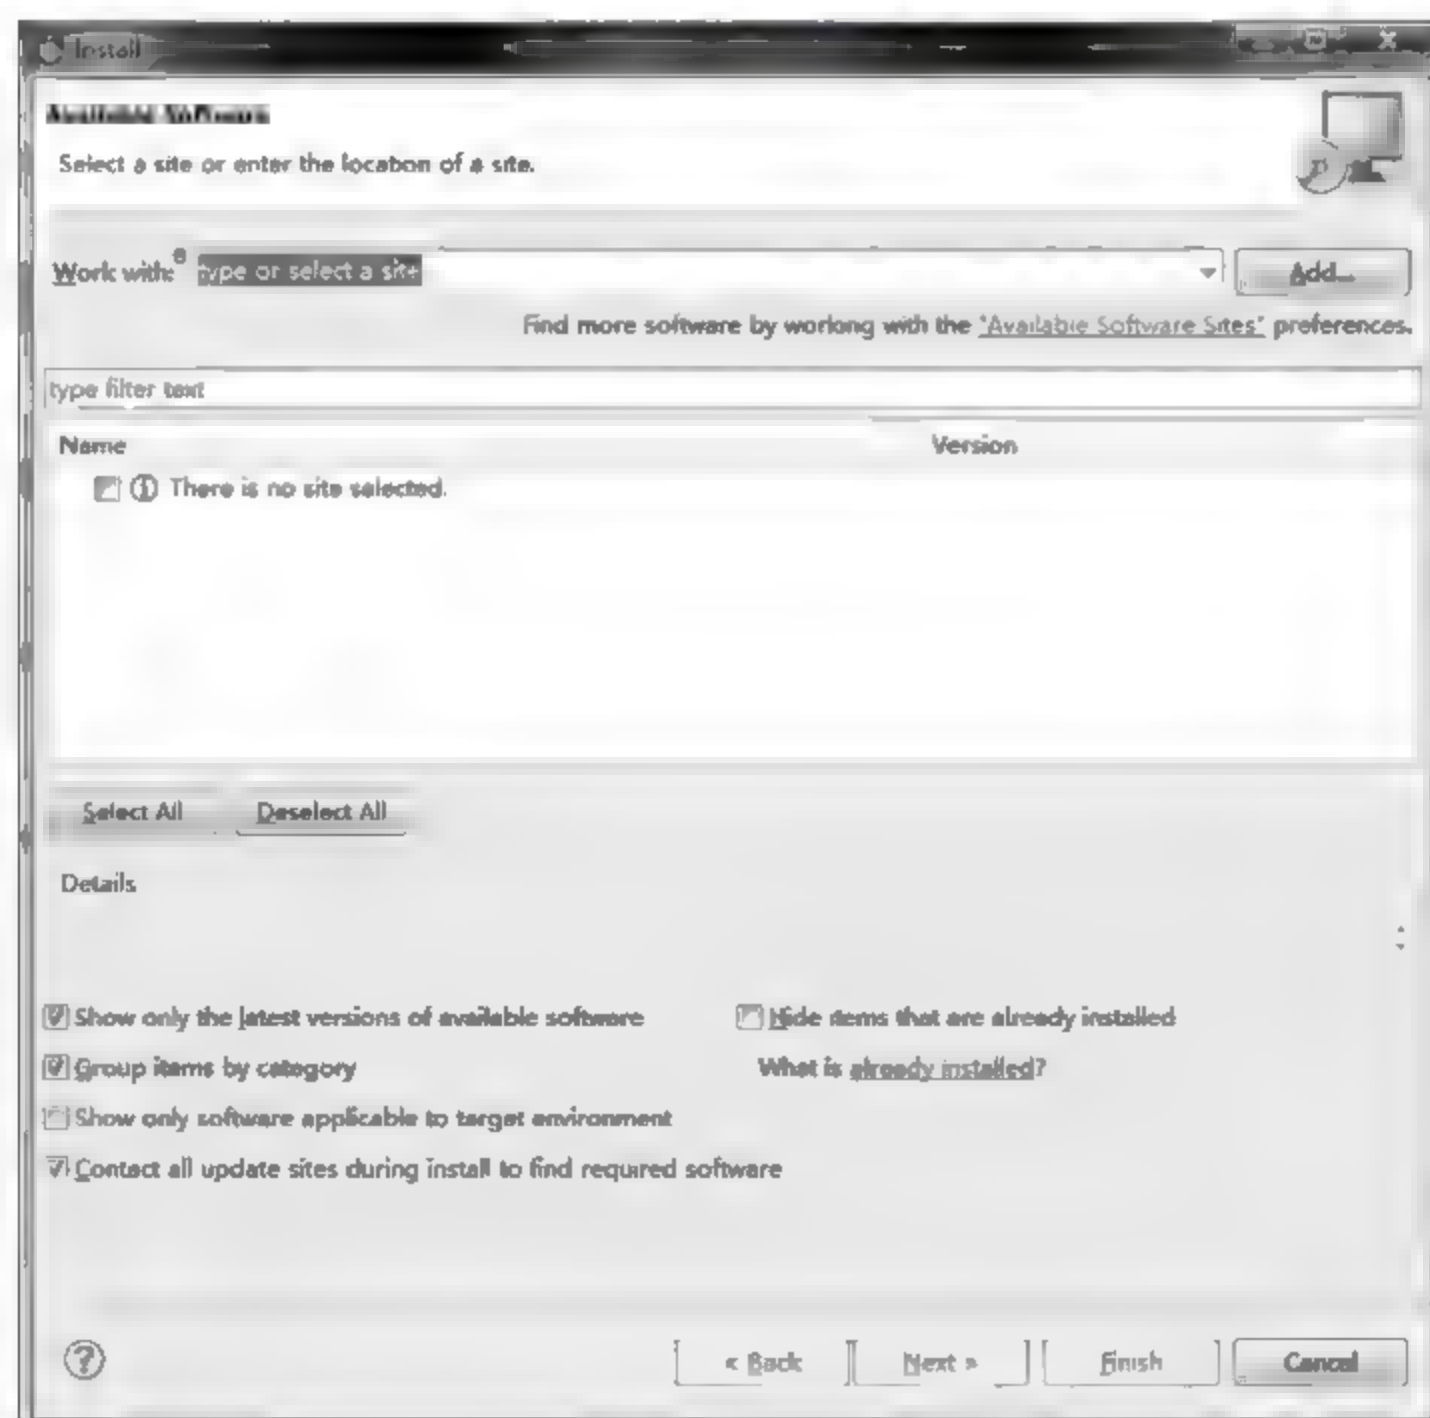 Install
Available Software
Select a site or enter the location of a site.
Work with: type or select a site Add...
Find more software by working with the "Available Software Sites" preferences.
type filter text
Name Version
There is no site selected.
Select All Deselect All
Details
Show only the latest versions of available software Hide items that are already installed
Group items by category What is already installed?
Show only software applicable to target environment
Contact all update sites during install to find required software
? < Back Next > Finish Cancel